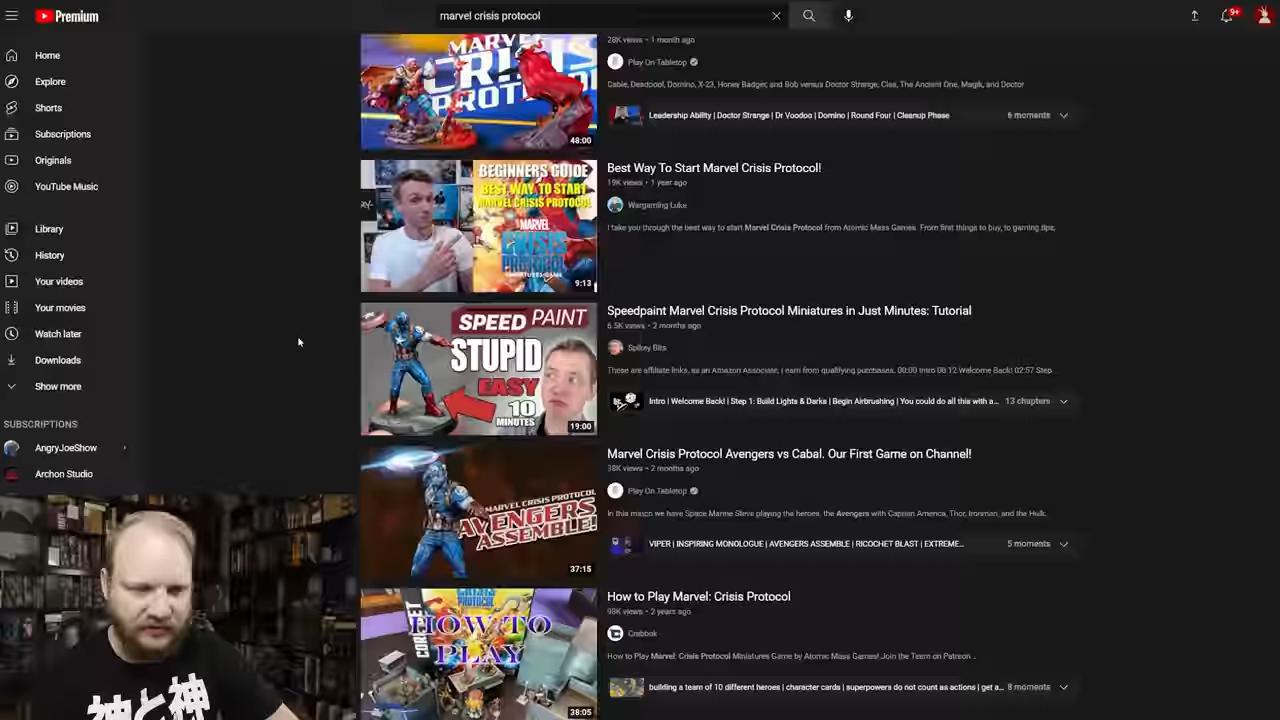 Premium
marvel crisis protocol
9+
Home
Explore
Shorts
Subscriptions
Originals
YouTube Music
Library
History
Your videos
Your movies
Watch later
Downloads
Show more
SUBSCRIPTIONS
AngryJoeShow
Archon Studio
神と神
MARVEL
CRISIS
PROT
48:00
28K views • 1 month ago
Play On Tabletop
Cable, Deadpool, Domino, X-23, Honey Badger, and Bob versus Doctor Strange, Clea, The Ancient One, Magik, and Doctor
Leadership Ability | Doctor Strange | Dr Voodoo | Domino | Round Four | Cleanup Phase
6 moments
BEGINNERS GUIDE
BEST WAY TO START
MARVEL CRISIS PROTOCOL
MARVEL
CRISIS
PROTOCOL
9:13
Best Way To Start Marvel Crisis Protocol!
19K views • 1 year ago
Wargaming Luke
I take you through the best way to start Marvel Crisis Protocol from Atomic Mass Games. From first things to buy, to gaming tips,
SPEED PAINT
STUPID
EASY
10
MINUTES
19:00
Speedpaint Marvel Crisis Protocol Miniatures in Just Minutes: Tutorial
6.5K views • 2 months ago
Spikey Bits
These are affiliate links, as an Amazon Associate, I earn from qualifying purchases. 00:00 Intro 00:12 Welcome Back! 02:57 Step...
Intro | Welcome Back! | Step 1: Build Lights & Darks | Begin Airbrushing | You could do all this with a...
13 chapters
MARVEL CRISIS PROTOCOL
AVENGERS
ASSEMBLE!
37:15
Marvel Crisis Protocol Avengers vs Cabal. Our First Game on Channel!
38K views • 2 months ago
Play On Tabletop
In this match we have Space Marine Steve playing the heroes, the Avengers with Captain America, Thor, Ironman, and the Hulk.
VIPER | INSPIRING MONOLOGUE | AVENGERS ASSEMBLE | RICOCHET BLAST | EXTREME...
5 moments
CRISIS
PROTOCOL
HOW TO
PLAY
38:05
How to Play Marvel: Crisis Protocol
98K views • 2 years ago
Crabbok
How to Play Marvel: Crisis Protocol Miniatures Game by Atomic Mass Games! Join the Team on Patreon ...
building a team of 10 different heroes | character cards | superpowers do not count as actions | get a...
8 moments